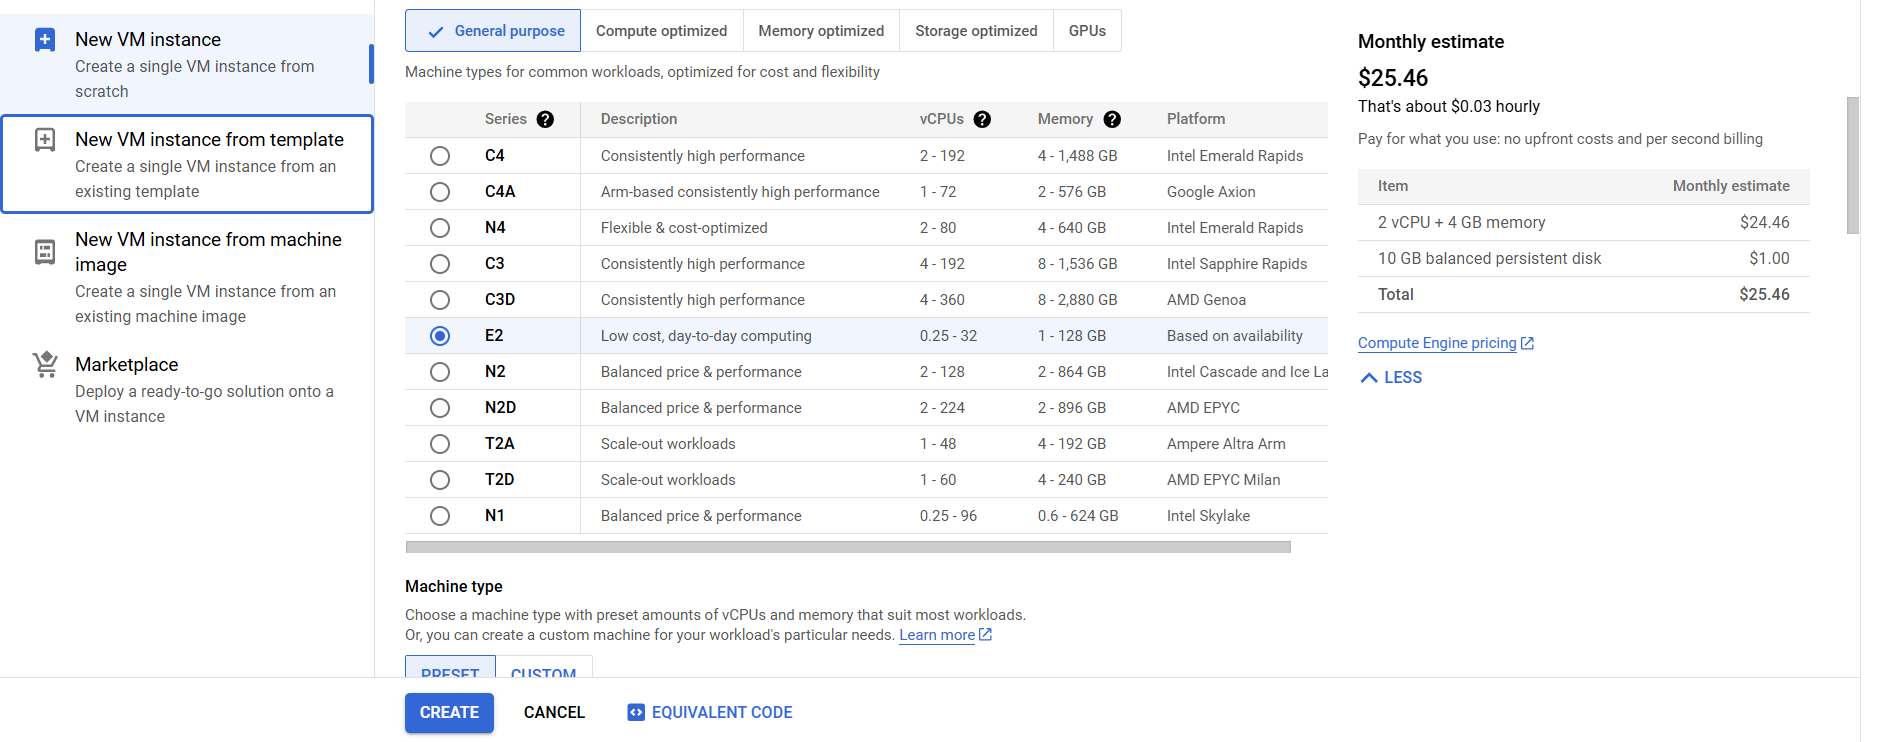 New VM instance
Create a single VM instance from
scratch
New VM instance from template
Create a single VM instance from an
existing template
New VM instance from machine
image
Create a single VM instance from an
existing machine image
Marketplace
Deploy a ready-to-go solution onto a
VM instance
General purpose Compute optimized Memory optimized Storage optimized GPUs
Machine types for common workloads, optimized for cost and flexibility
Series Description vCPUs Memory Platform
C4 Consistently high performance 2 - 192 4 - 1,488 GB Intel Emerald Rapids
C4A Arm-based consistently high performance 1 - 72 2 - 576 GB Google Axion
N4 Flexible & cost-optimized 2 - 80 4 - 640 GB Intel Emerald Rapids
C3 Consistently high performance 4 - 192 8 - 1,536 GB Intel Sapphire Rapids
C3D Consistently high performance 4 - 360 8 - 2,880 GB AMD Genoa
E2 Low cost, day-to-day computing 0.25 - 32 1 - 128 GB Based on availability
N2 Balanced price & performance 2 - 128 2 - 864 GB Intel Cascade and Ice La
N2D Balanced price & performance 2 - 224 2 - 896 GB AMD EPYC
T2A Scale-out workloads 1 - 48 4 - 192 GB Ampere Altra Arm
T2D Scale-out workloads 1 - 60 4 - 240 GB AMD EPYC Milan
N1 Balanced price & performance 0.25 - 96 0.6 - 624 GB Intel Skylake
Machine type
Choose a machine type with preset amounts of vCPUs and memory that suit most workloads.
Or, you can create a custom machine for your workload's particular needs. Learn more
PRESET CUSTOM
CREATE CANCEL EQUIVALENT CODE
Monthly estimate
$25.46
That's about $0.03 hourly
Pay for what you use: no upfront costs and per second billing
Item Monthly estimate
2 vCPU + 4 GB memory $24.46
10 GB balanced persistent disk $1.00
Total $25.46
Compute Engine pricing
LESS